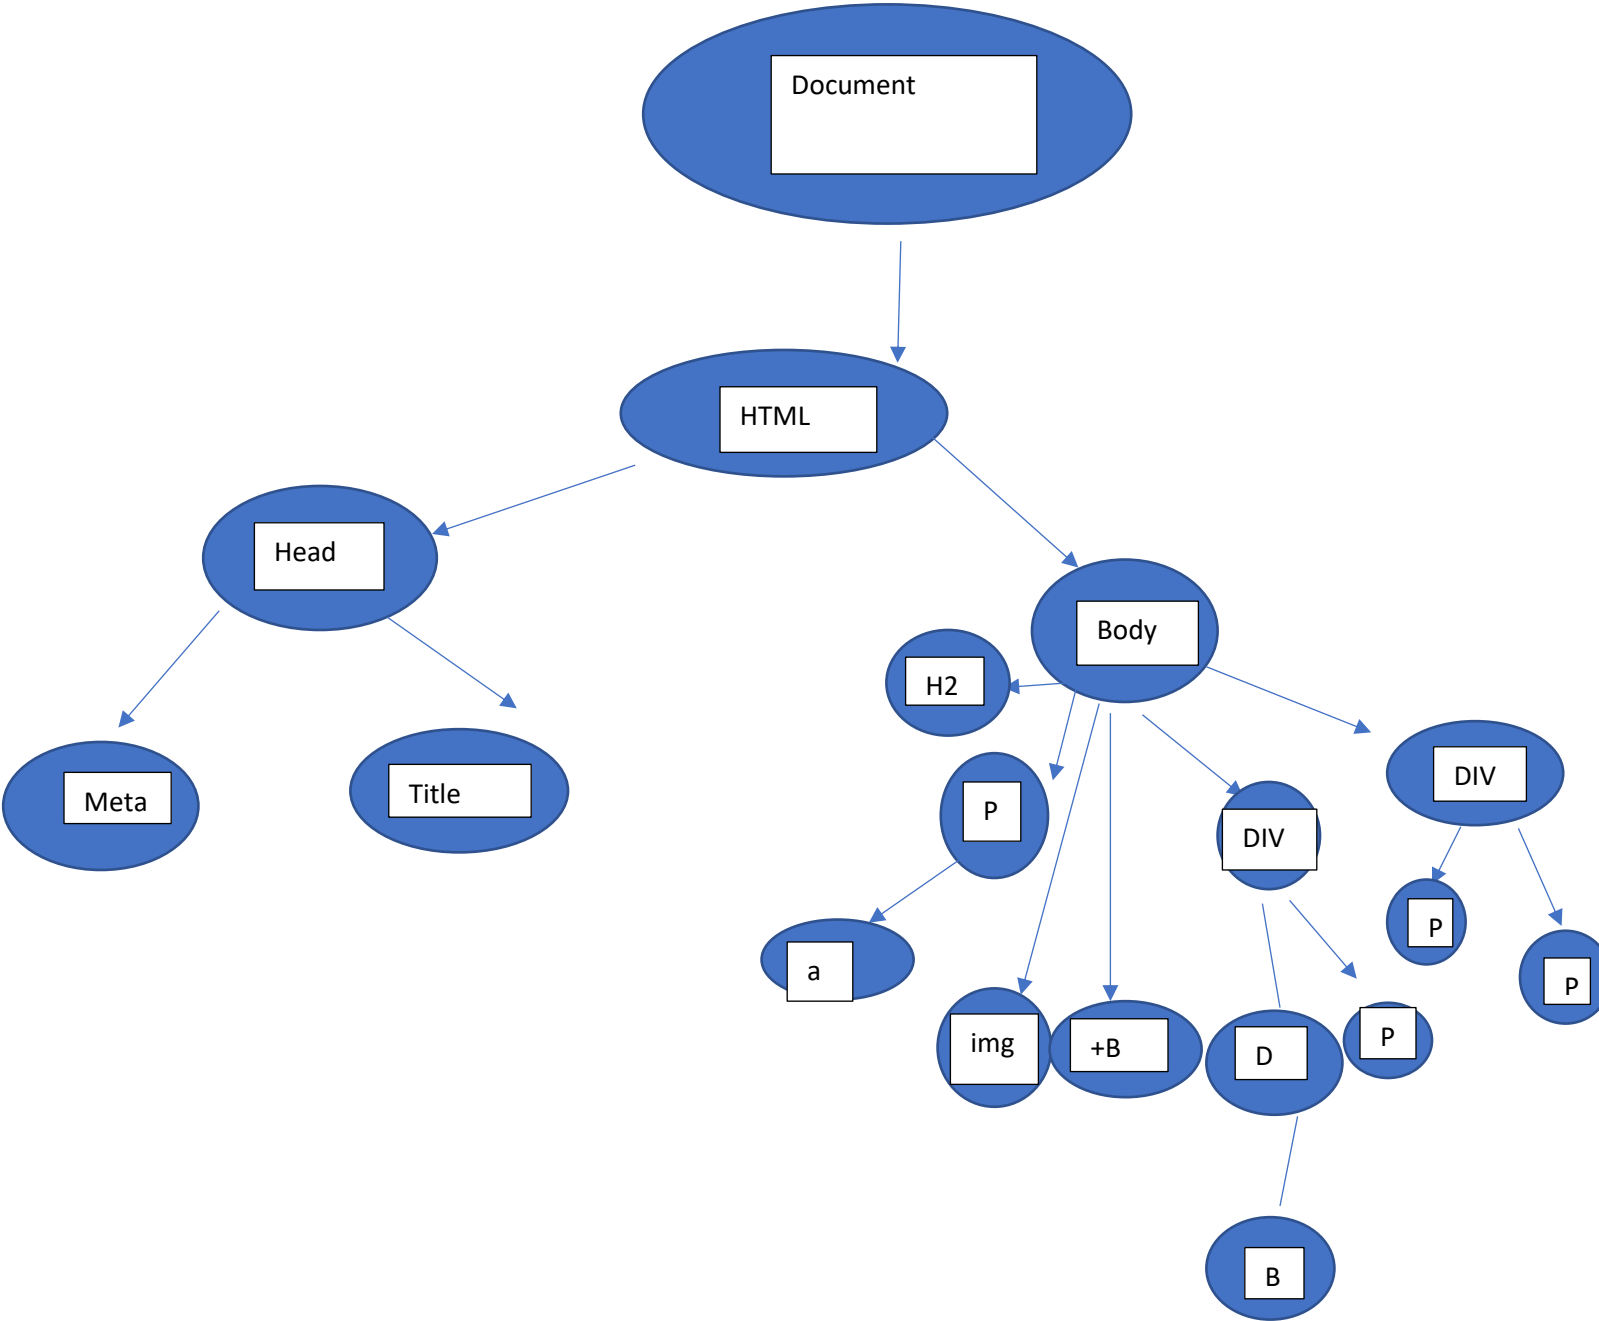 Document
HTML
Head
Body
H2
Meta
Title
P
DIV
DIV
a
img
+B
D
P
P
P
B